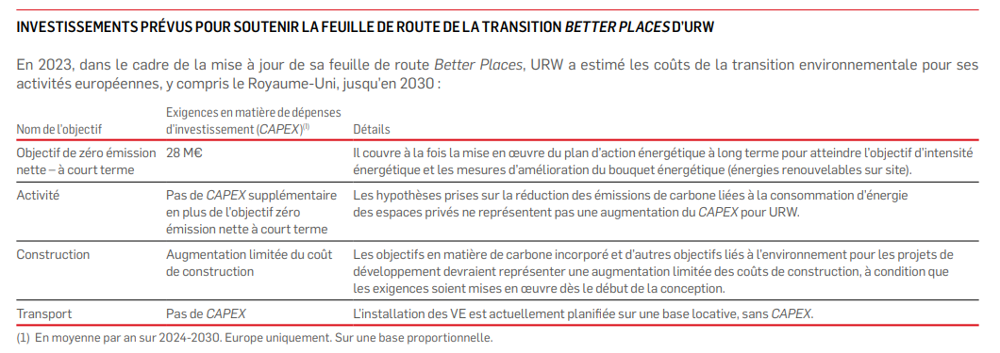 INVESTISSEMENTS PRÉVUS POUR SOUTENIR LA FEUILLE DE ROUTE DE LA TRANSITION BETTER PLACES D'URW
En 2023, dans le cadre de la mise à jour de sa feuille de route Better Places, URW a estimé les coûts de la transition environnementale pour ses
activités européennes, y compris le Royaume-Uni, jusqu'en 2030 :
Nom de l'objectif
Exigences en matière de dépenses
d'investissement (CAPEX)(1)
Détails
Objectif de zéro émission
nette – à court terme
28 M€
Il couvre à la fois la mise en œuvre du plan d'action énergétique à long terme pour atteindre l'objectif d'intensité
énergétique et les mesures d'amélioration du bouquet énergétique (énergies renouvelables sur site).
Activité
Pas de CAPEX supplémentaire
en plus de l'objectif zéro
émission nette à court terme
Les hypothèses prises sur la réduction des émissions de carbone liées à la consommation d'énergie
des espaces privés ne représentent pas une augmentation du CAPEX pour URW.
Construction
Augmentation limitée du coût
de construction
Les objectifs en matière de carbone incorporé et d'autres objectifs liés à l'environnement pour les projets de
développement devraient représenter une augmentation limitée des coûts de construction, à condition que
les exigences soient mises en œuvre dès le début de la conception.
Transport
Pas de CAPEX
L'installation des VE est actuellement planifiée sur une base locative, sans CAPEX.
(1) En moyenne par an sur 2024-2030. Europe uniquement. Sur une base proportionnelle.